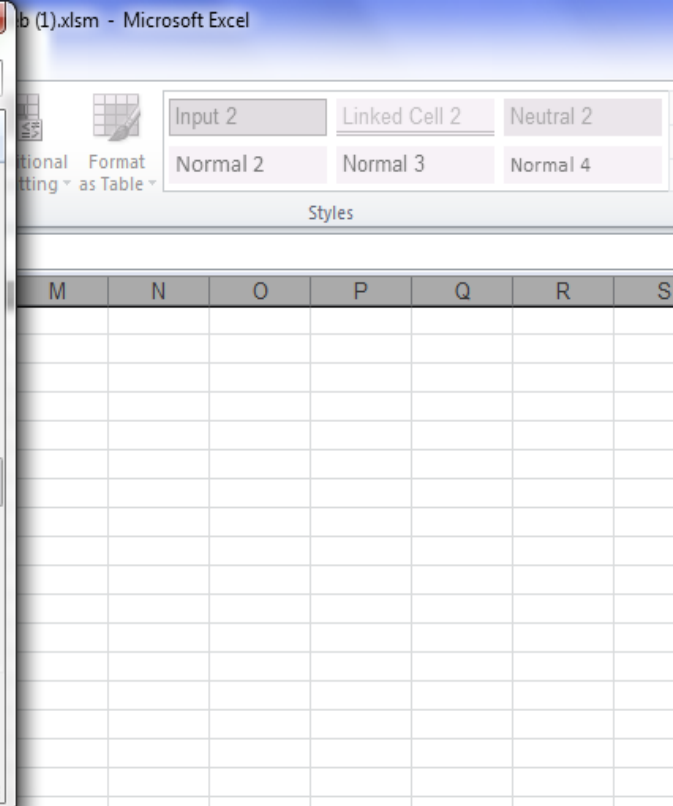 b (1).xlsm - Microsoft Excel
Input 2 Linked Cell 2 Neutral 2
tional Format Normal 2 Normal 3 Normal 4
tting as Table
Styles
M N O P Q R S